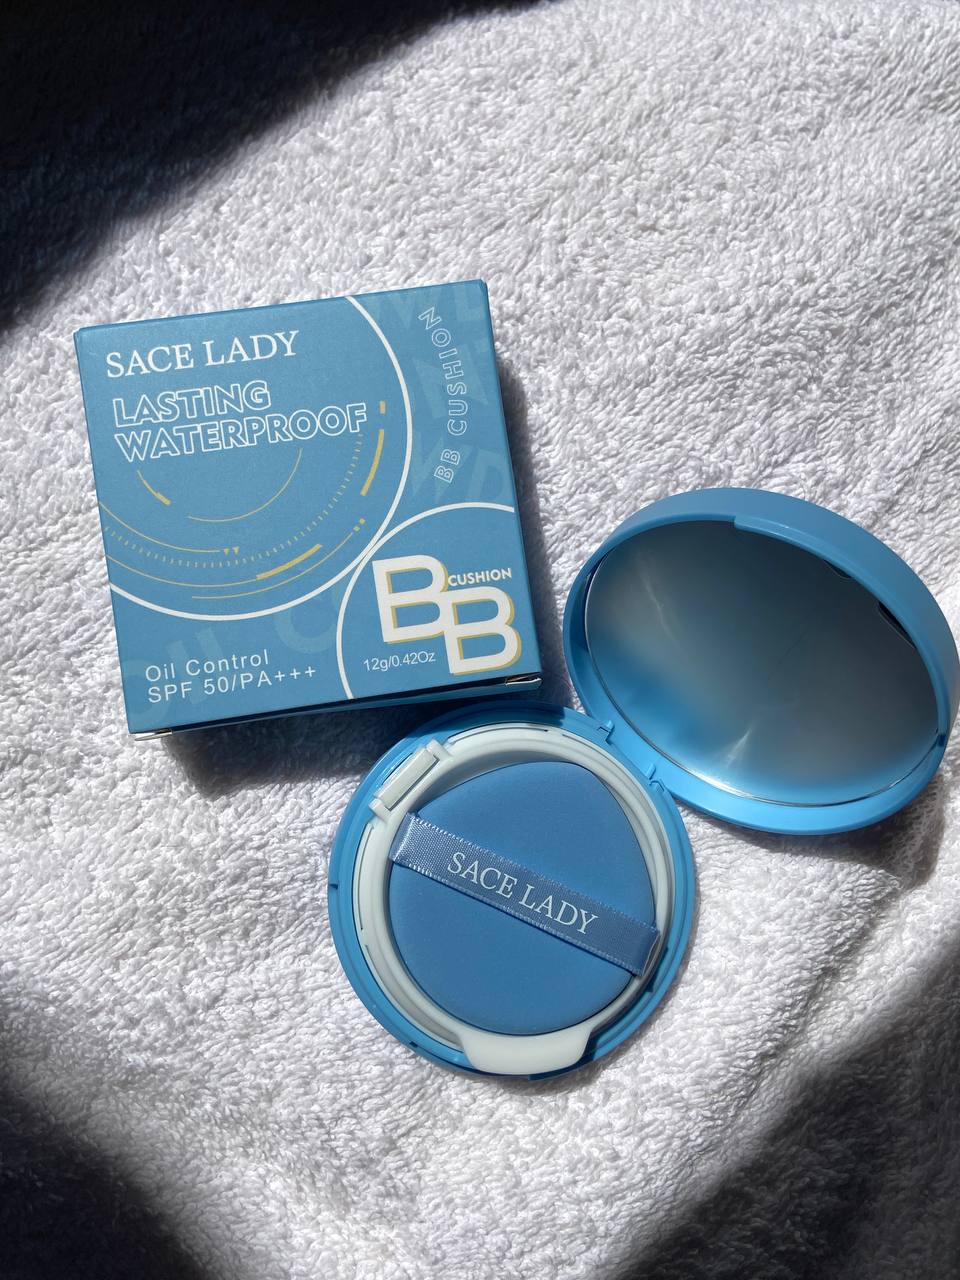 SACE LADY
LASTING
WATERPROOF
BB CUSHION
BB
CUSHION
12g/0.42Oz
Oil Control
SPF 50/PA+++
SACE LADY